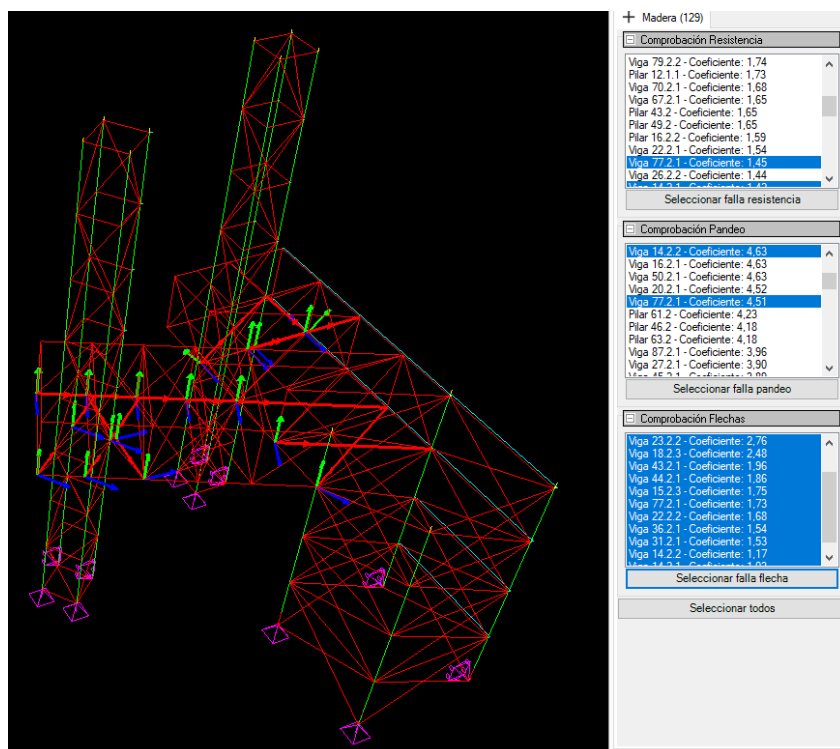 Madera (129)
Comprobación Resistencia
Viga 79.2.2 - Coeficiente: 1,74
Pilar 12.1.1 - Coeficiente: 1,73
Viga 70.2.1 - Coeficiente: 1,68
Viga 67.2.1 - Coeficiente: 1,65
Pilar 43.2 - Coeficiente: 1,65
Pilar 49.2 - Coeficiente: 1,65
Pilar 16.2.2 - Coeficiente: 1,59
Viga 22.2.1 - Coeficiente: 1,54
Viga 77.2.1 - Coeficiente: 1,45
Viga 26.2.2 - Coeficiente: 1,44
Seleccionar falla resistencia
Comprobación Pandeo
Viga 14.2.2 - Coeficiente: 4,63
Viga 16.2.1 - Coeficiente: 4,63
Viga 50.2.1 - Coeficiente: 4,63
Viga 20.2.1 - Coeficiente: 4,52
Viga 77.2.1 - Coeficiente: 4,51
Pilar 61.2 - Coeficiente: 4,23
Pilar 46.2 - Coeficiente: 4,18
Pilar 63.2 - Coeficiente: 4,18
Viga 87.2.1 - Coeficiente: 3,96
Viga 27.2.1 - Coeficiente: 3,90
Seleccionar falla pandeo
Comprobación Flechas
Viga 23.2.2 - Coeficiente: 2,76
Viga 18.2.3 - Coeficiente: 2,48
Viga 43.2.1 - Coeficiente: 1,96
Viga 44.2.1 - Coeficiente: 1,86
Viga 15.2.3 - Coeficiente: 1,75
Viga 77.2.1 - Coeficiente: 1,73
Viga 22.2.2 - Coeficiente: 1,68
Viga 36.2.1 - Coeficiente: 1,54
Viga 31.2.1 - Coeficiente: 1,53
Viga 14.2.2 - Coeficiente: 1,17
Seleccionar falla flecha
Seleccionar todos